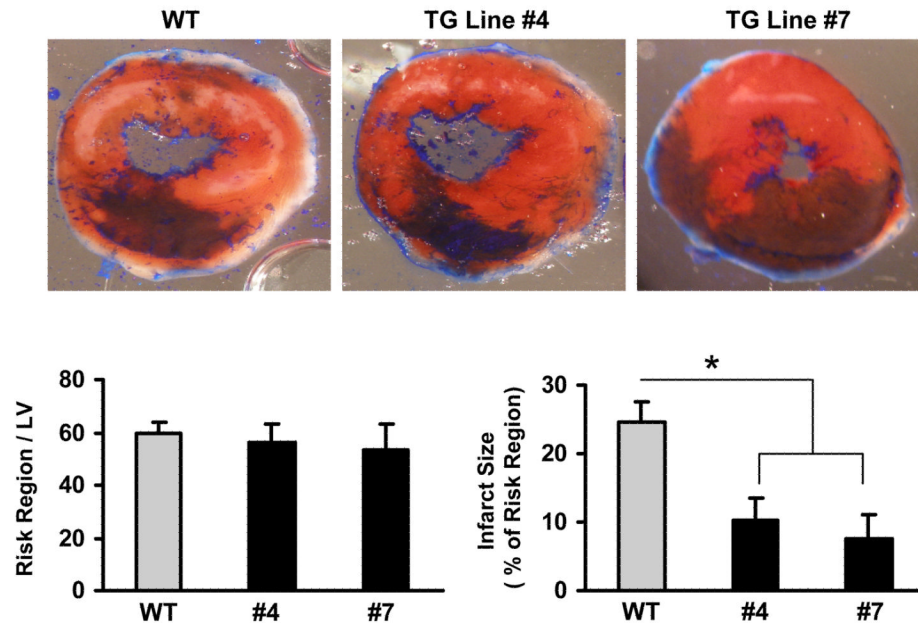 WT TG Line #4 TG Line #7
Risk Region / LV
80
60
40
20
0
WT #4 #7
Infarct Size
( % of Risk Region)
30
20
10
0
*
WT #4 #7